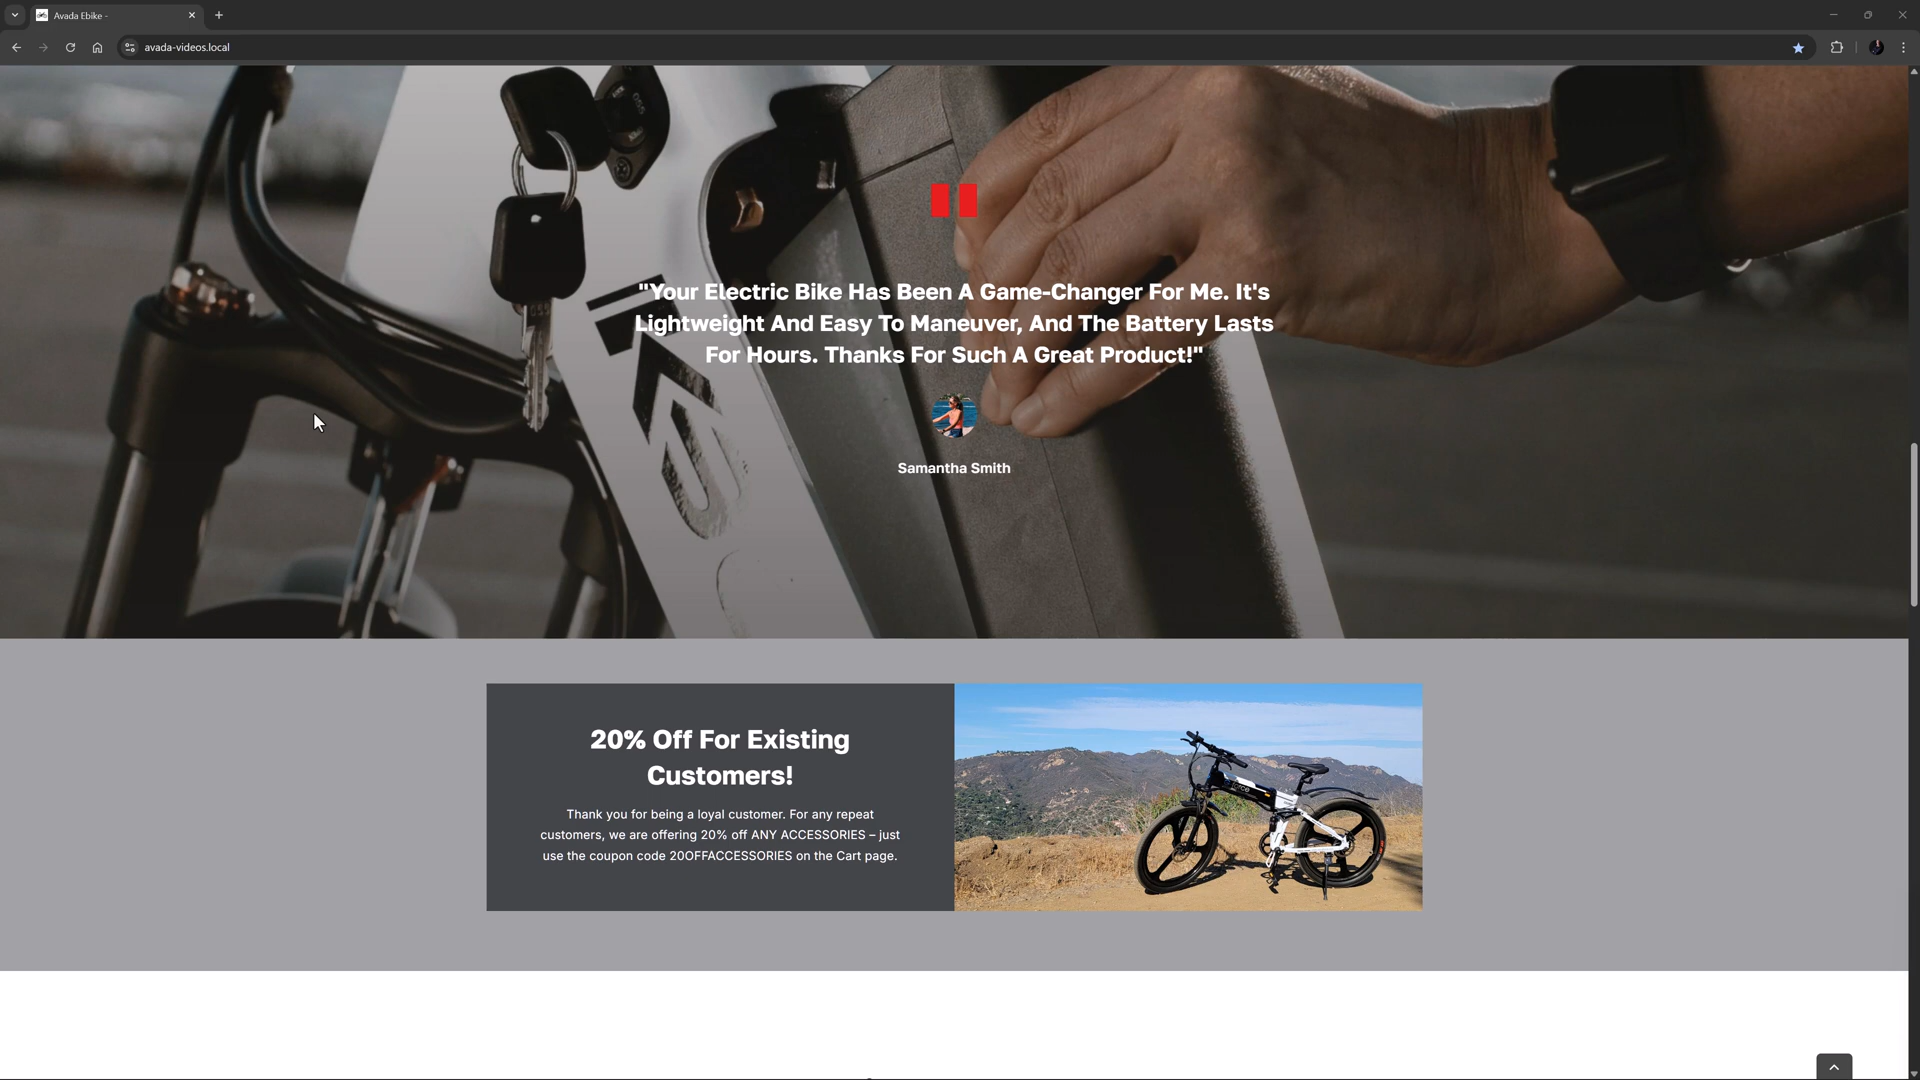 Avada Ebike -
avada-videos.local
"Your Electric Bike Has Been A Game-Changer For Me. It's
Lightweight And Easy To Maneuver, And The Battery Lasts
For Hours. Thanks For Such A Great Product!"
Samantha Smith
20% Off For Existing
Customers!
Thank you for being a loyal customer. For any repeat
customers, we are offering 20% off ANY ACCESSORIES – just
use the coupon code 20OFFACCESSORIES on the Cart page.